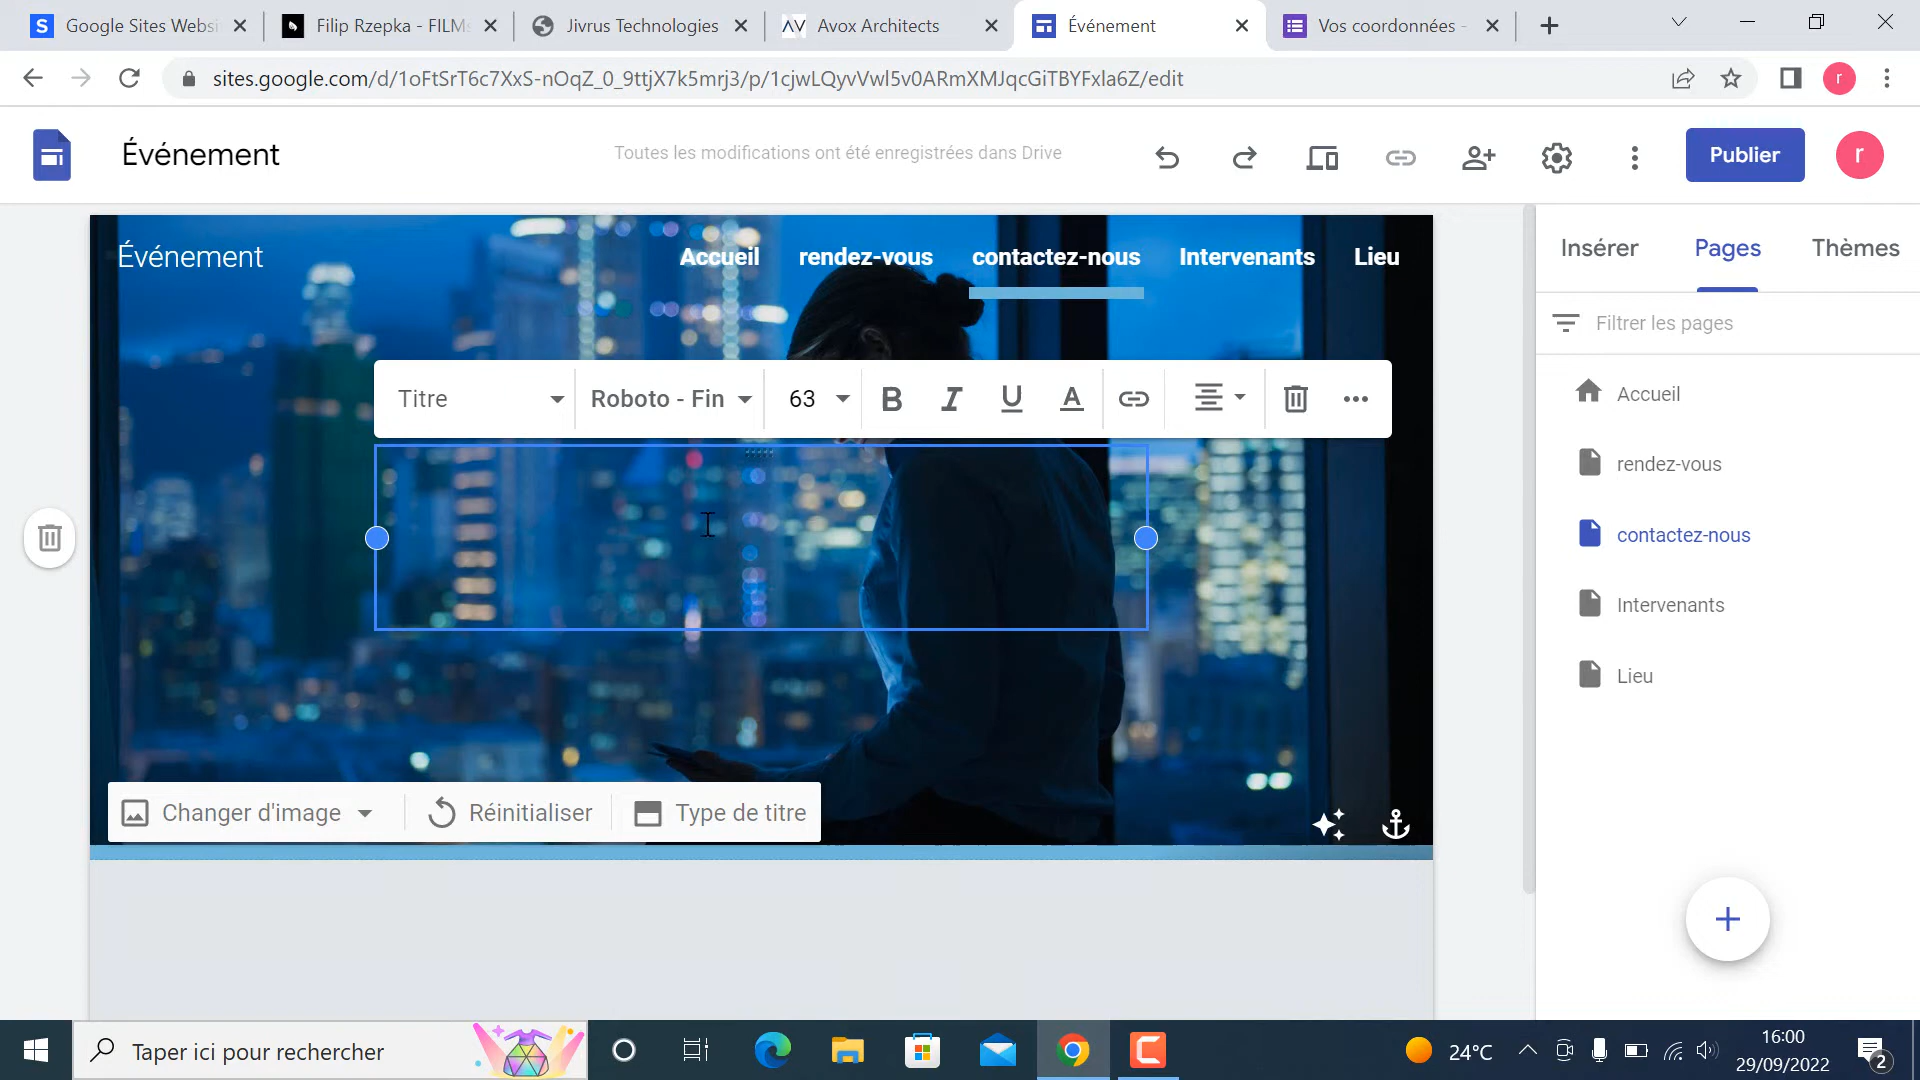 Google Sites Websi
Filip Rzepka - FILMs
Jivrus Technologies
Avox Architects
Événement
Vos coordonnées -
sites.google.com/d/1oFtSrT6c7XxS-nOqZ_0_9ttjX7k5mrj3/p/1cjwLQyvVwl5v0ARmXMJqcGiTBYFxla6Z/edit
r
Événement
Toutes les modifications ont été enregistrées dans Drive
Publier
r
Événement
Accueil
rendez-vous
contactez-nous
Intervenants
Lieu
Insérer
Pages
Thèmes
Filtrer les pages
Titre
Roboto - Fin
63
B
I
U
A
Accueil
rendez-vous
contactez-nous
Intervenants
Lieu
Changer d'image
Réinitialiser
Type de titre
Taper ici pour rechercher
24°C
16:00
29/09/2022
2